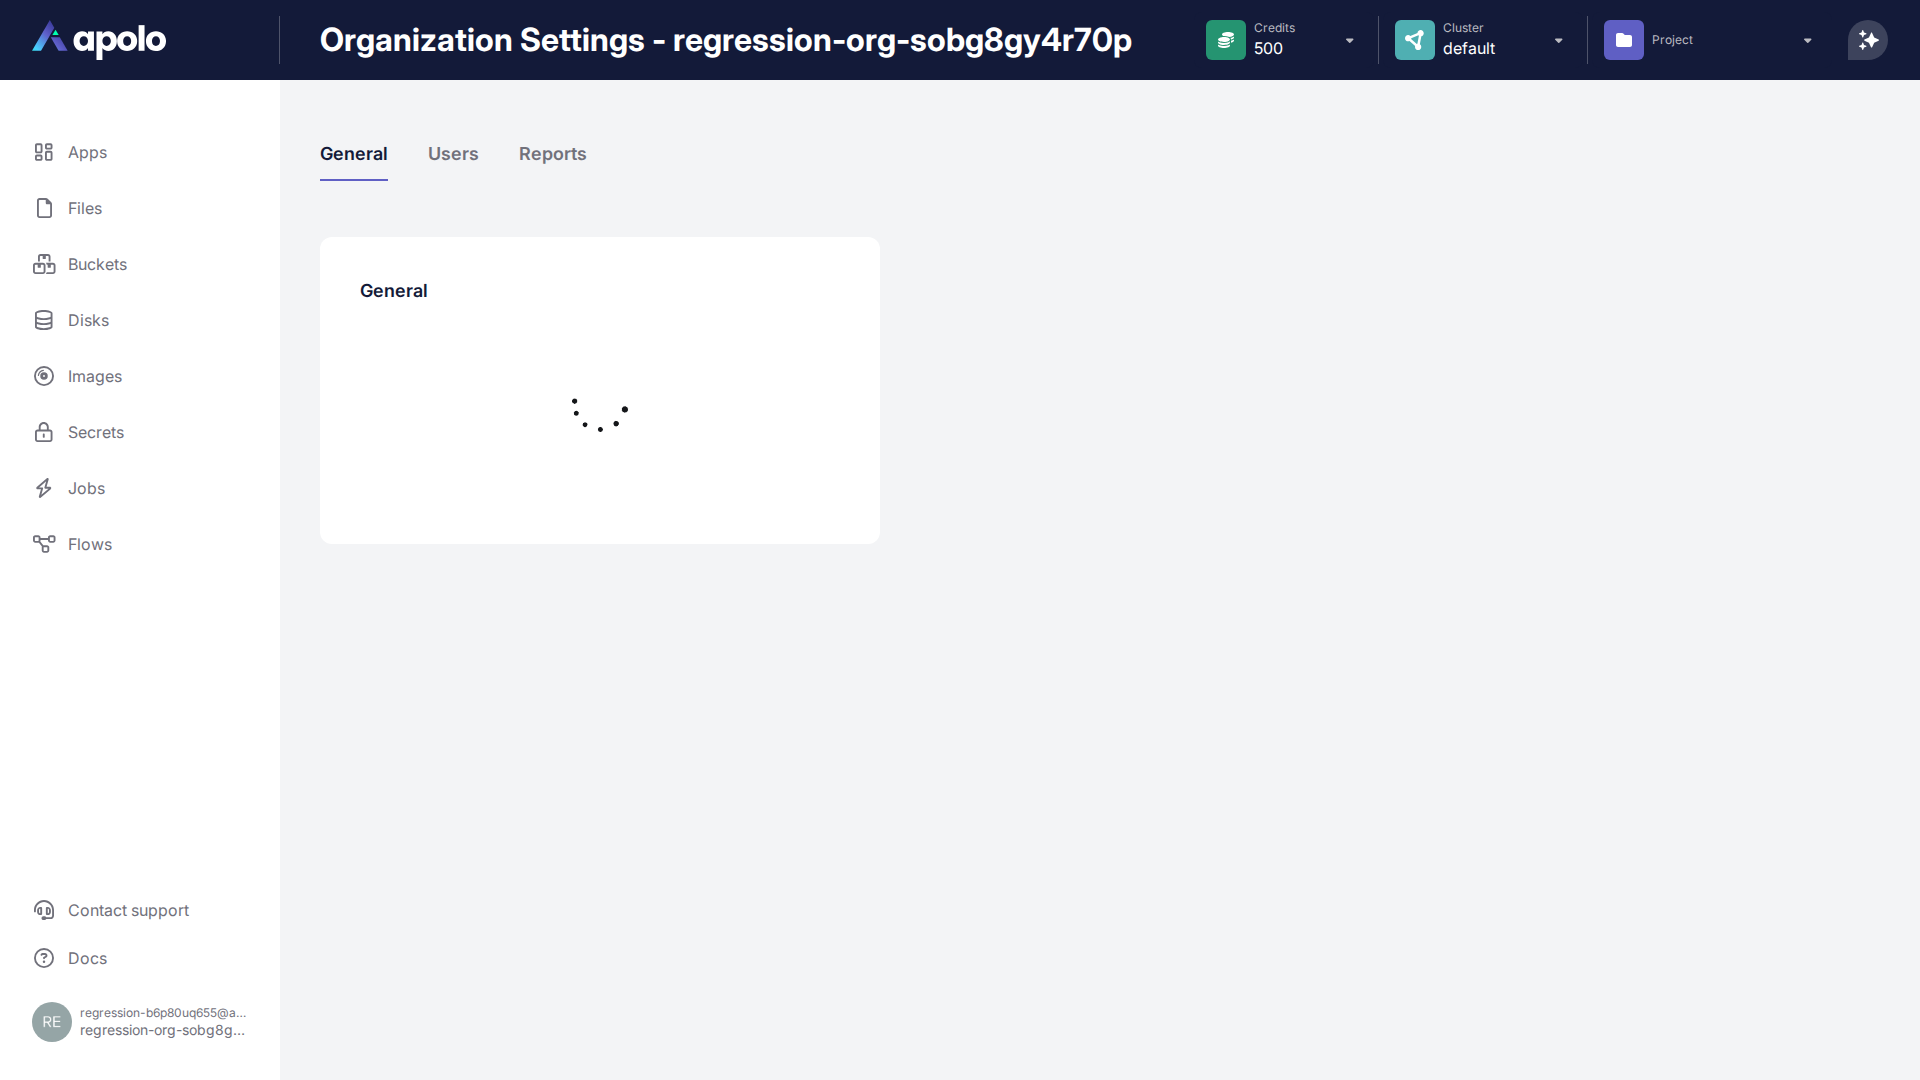 apolo
Organization Settings - regression-org-sobg8gy4r70p
Credits
500
Cluster
default
Project
Apps
Files
Buckets
Disks
Images
Secrets
Jobs
Flows
Contact support
Docs
RE
regression-b6p80uq655@a...
regression-org-sobg8g...
General
Users
Reports
General